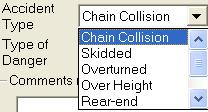 Accident Type
Chain Collision
Chain Collision
Type of Danger
Skidded
Overturned
Over Height
Rear-end
Comments